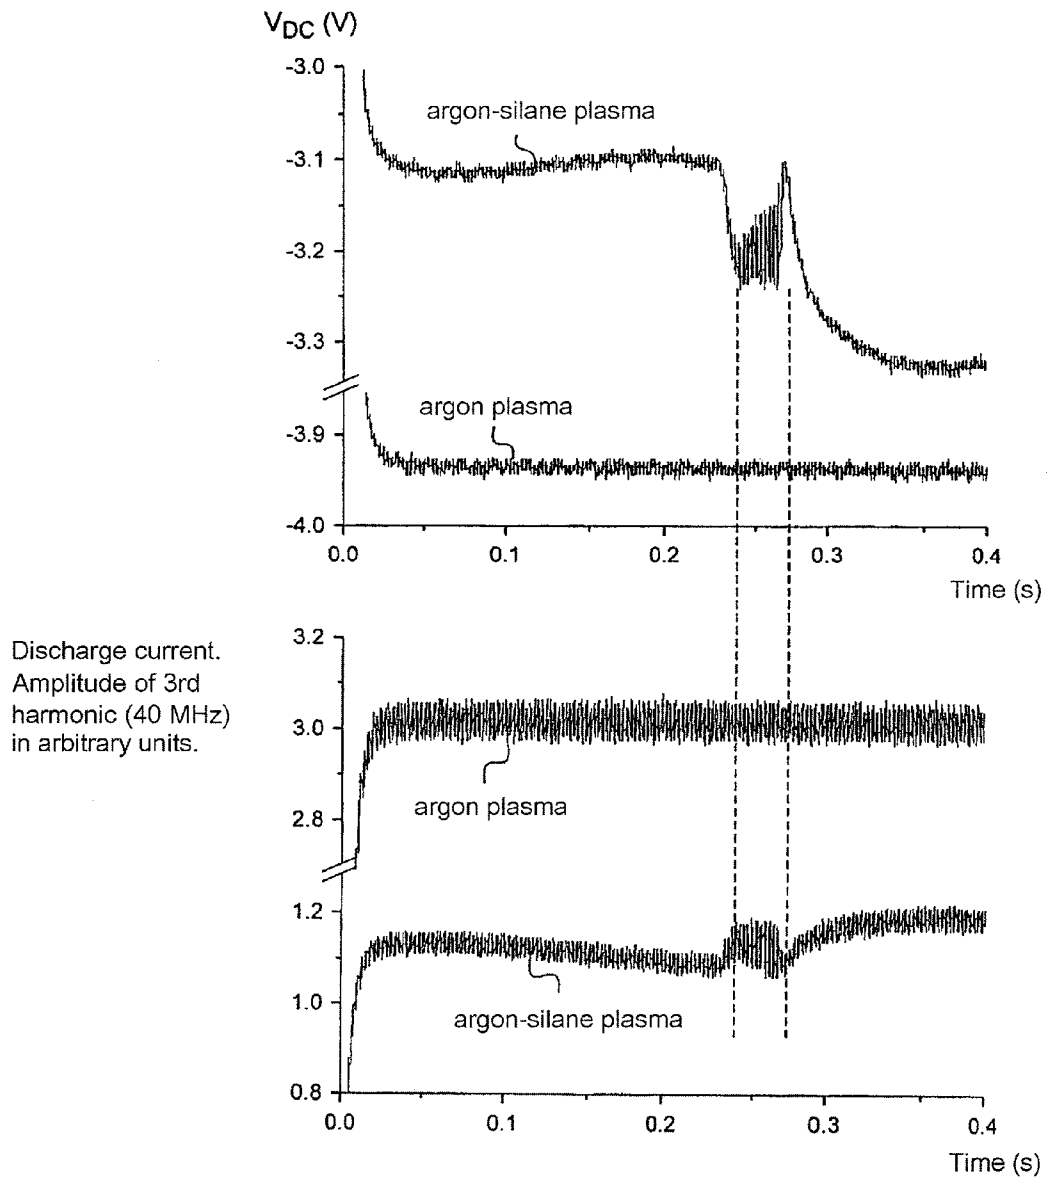 V_DC (V)
-3.0
argon-silane plasma
-3.1
-3.2
-3.3
argon plasma
-3.9
-4.0
0.0 0.1 0.2 0.3 0.4
Time (s)
3.2
Discharge current.
Amplitude of 3rd
harmonic (40 MHz)
in arbitrary units.
3.0
argon plasma
2.8
1.2
1.0
argon-silane plasma
0.8
0.0 0.1 0.2 0.3 0.4
Time (s)